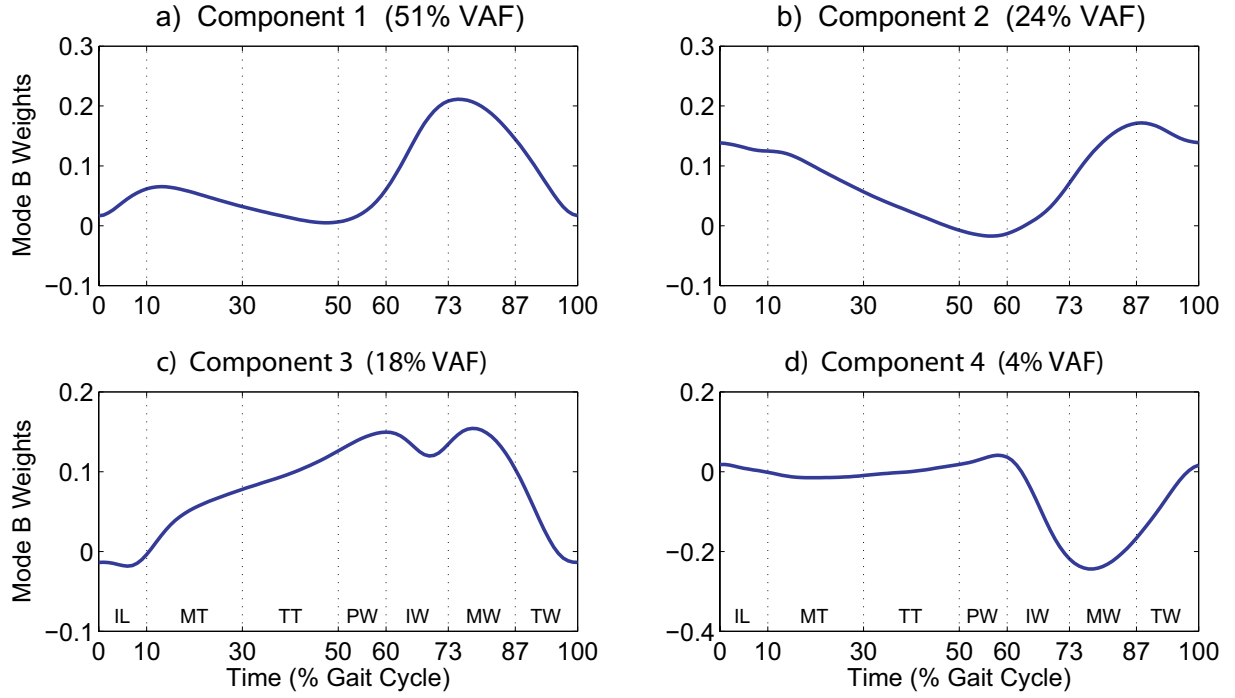 a) Component 1 (51% VAF)
Mode B Weights
0.3
0.2
0.1
0
−0.1
0 10 30 50 60 73 87 100
b) Component 2 (24% VAF)
0.3
0.2
0.1
0
−0.1
0 10 30 50 60 73 87 100
c) Component 3 (18% VAF)
Mode B Weights
0.2
0.1
0
−0.1
IL MT TT PW IW MW TW
0 10 30 50 60 73 87 100
Time (% Gait Cycle)
d) Component 4 (4% VAF)
0.2
0
−0.2
−0.4
IL MT TT PW IW MW TW
0 10 30 50 60 73 87 100
Time (% Gait Cycle)